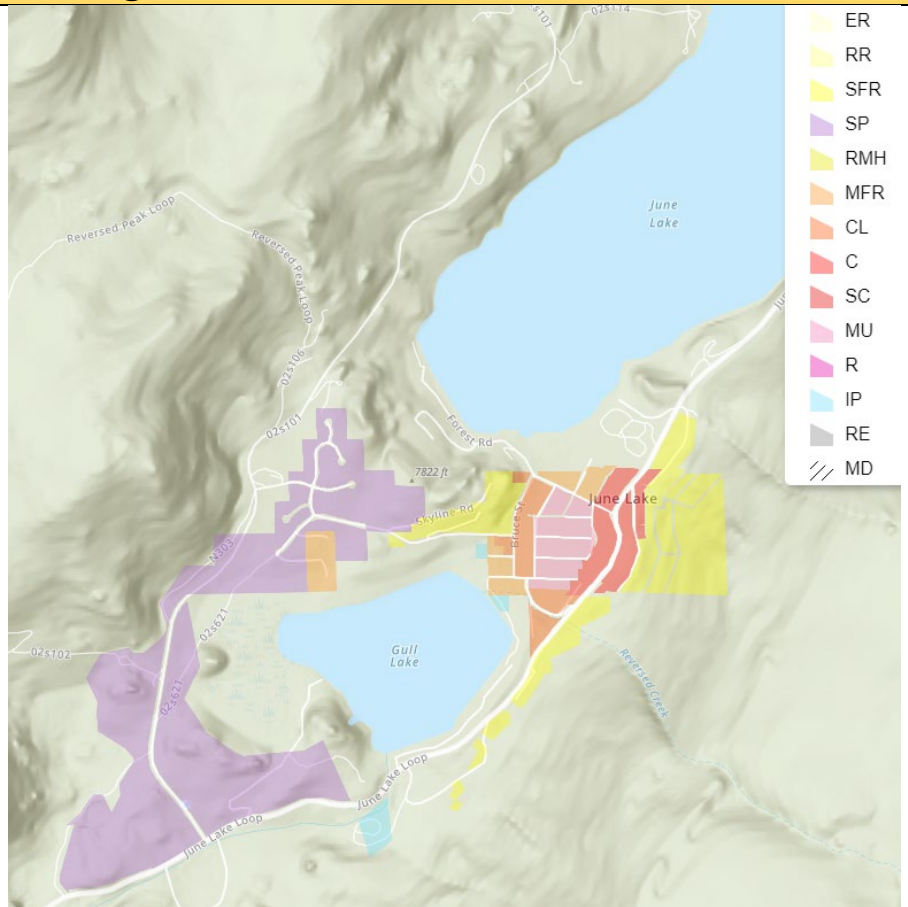 02s114
s101
ER
RR
SFR
SP
RMH
MFR
CL
C
SC
MU
R
IP
RE
MD
June
Lake
Reversed Peak Loop
Reversed Peak Loop
02s106
02s101
Forest Rd
7822 ft
Skyline Rd
Bruce St
June Lake
N303
02s621
02s102
02s621
Gull
Lake
Reversed Creek
June Lake Loop
June Lake Loop